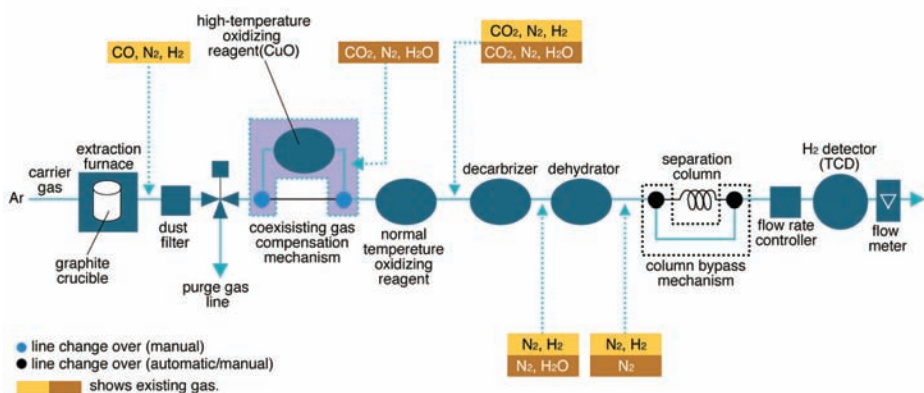 CO, N₂, H₂
high-temperature
oxidizing
reagent(CuO)
CO₂, N₂, H₂O
CO₂, N₂, H₂
CO₂, N₂, H₂O
Ar
carrier
gas
extraction
furnace
graphite
crucible
dust
filter
purge gas
line
coexisisting gas
compensation
mechanism
normal
tempereture
oxidizing
reagent
decarbrizer
dehydrator
separation
column
column bypass
mechanism
H₂ detector
(TCD)
flow rate
controller
flow
meter
N₂, H₂
N₂, H₂O
N₂, H₂
N₂
line change over (manual)
line change over (automatic/manual)
shows existing gas.